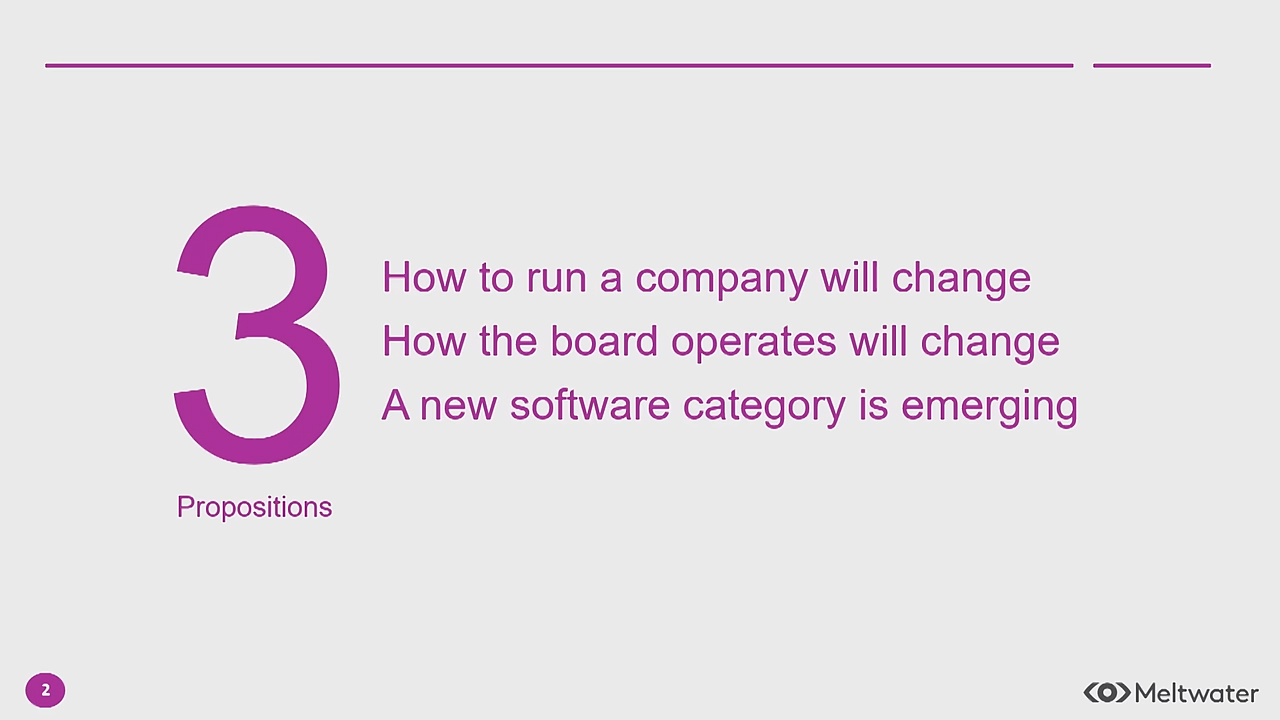 3
How to run a company will change
How the board operates will change
A new software category is emerging
Propositions
2
Meltwater